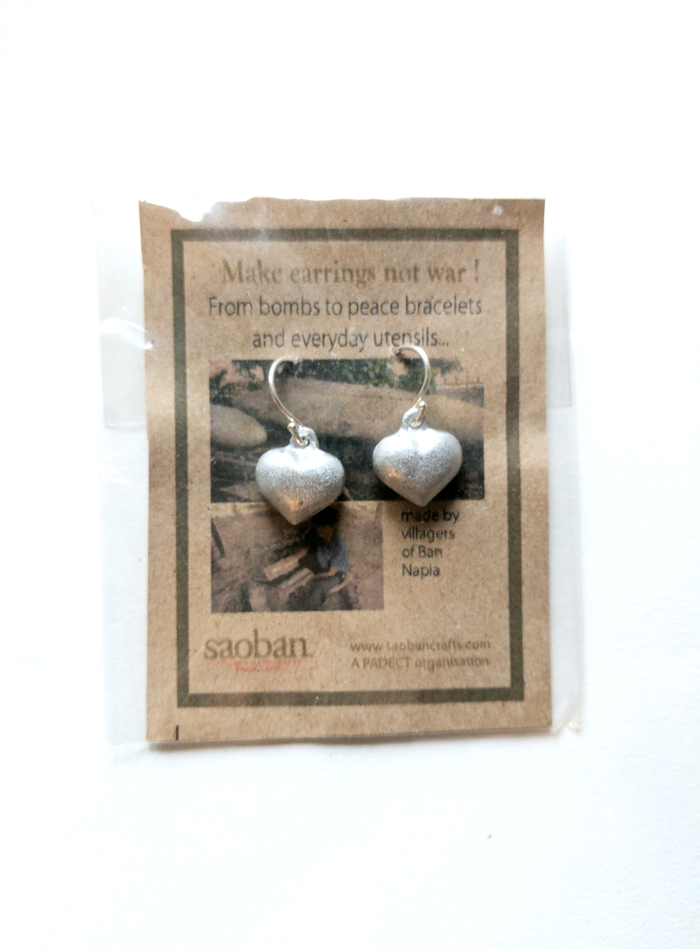 Make earrings not war !
From bombs to peace bracelets
and everyday utensils...
made by
villagers
of Ban
Napia
saoban
www.saobancrafts.com
A PADECT organisation